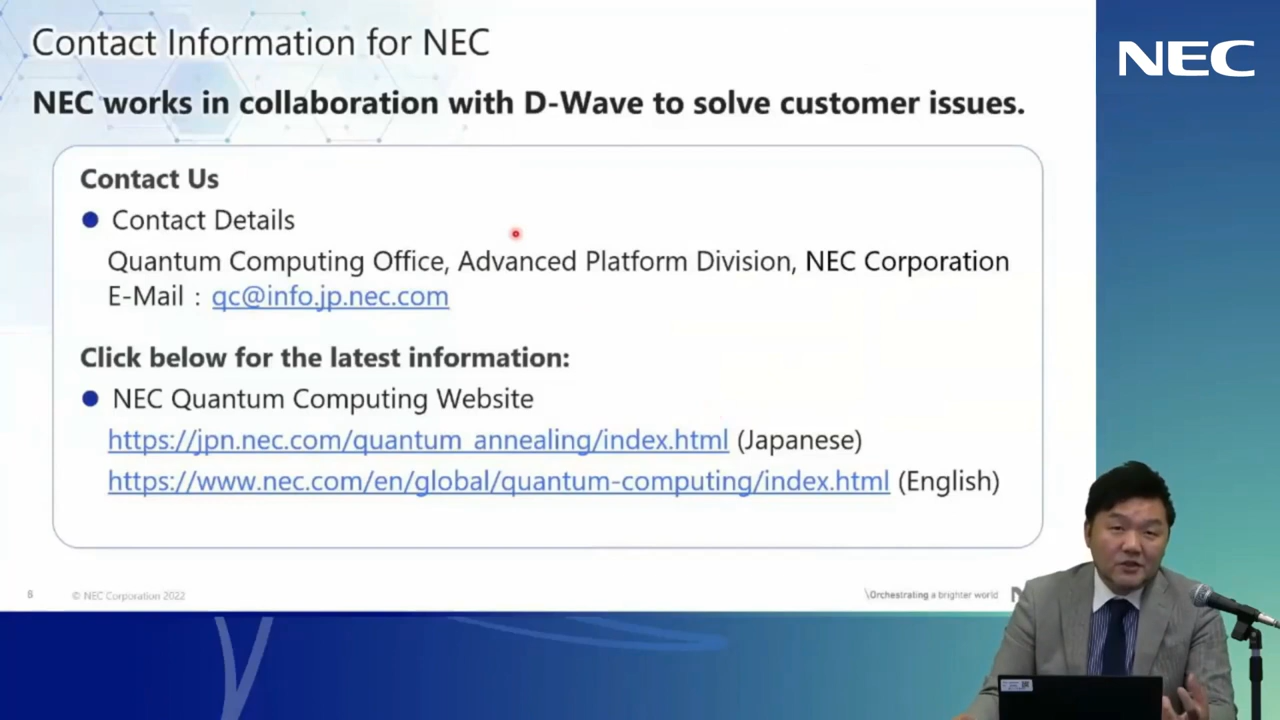 Contact Information for NEC
NEC
NEC works in collaboration with D-Wave to solve customer issues.
Contact Us
● Contact Details
Quantum Computing Office, Advanced Platform Division, NEC Corporation
E-Mail : qc@info.jp.nec.com
Click below for the latest information:
● NEC Quantum Computing Website
https://jpn.nec.com/quantum_annealing/index.html (Japanese)
https://www.nec.com/en/global/quantum-computing/index.html (English)
8 © NEC Corporation 2022 \Orchestrating a brighter world